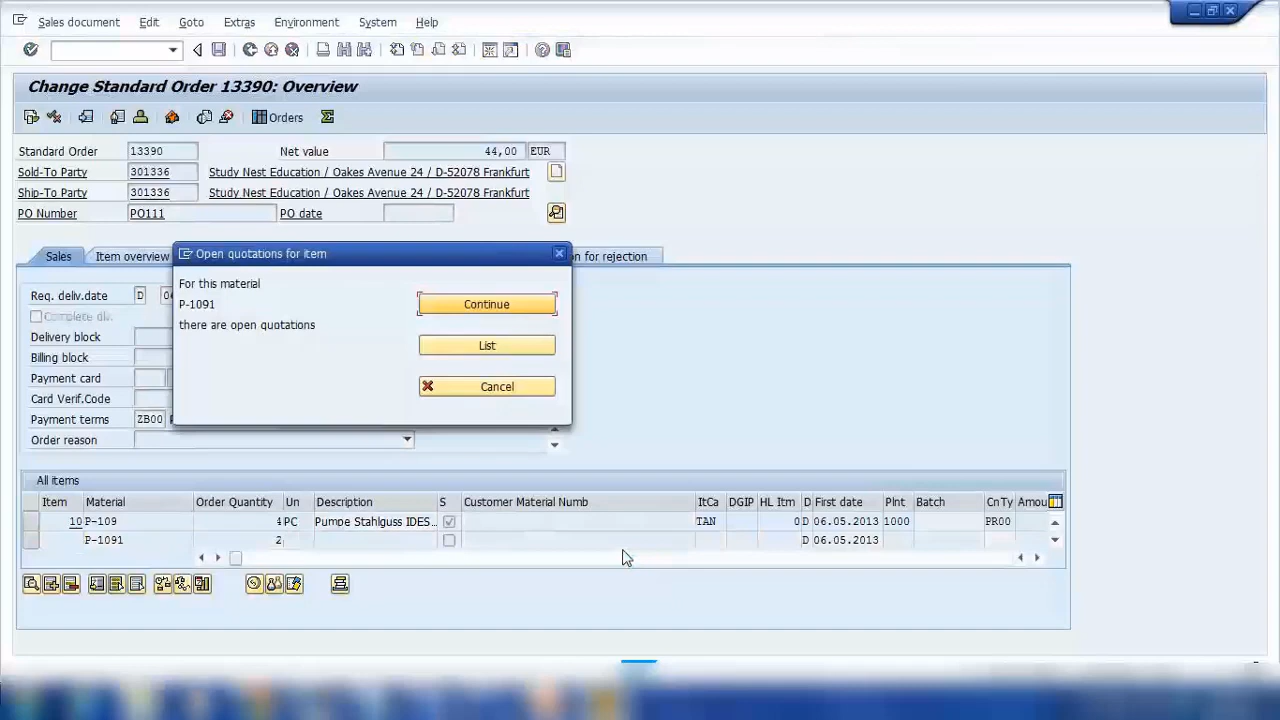 Sales document Edit Goto Extras Environment System Help
Change Standard Order 13390: Overview
Orders
Standard Order 13390 Net value 44,00 EUR
Sold-To Party 301336 Study Nest Education / Oakes Avenue 24 / D-52078 Frankfurt
Ship-To Party 301336 Study Nest Education / Oakes Avenue 24 / D-52078 Frankfurt
PO Number PO111 PO date
Sales Item overview n for rejection
Open quotations for item
For this material
P-1091
there are open quotations
Continue
List
Cancel
Req. deliv.date D
Complete dlv.
Delivery block
Billing block
Payment card
Card Verif.Code
Payment terms ZB00
Order reason
All items
Item Material Order Quantity Un Description S Customer Material Numb ItCa DGIP HL Itm D First date Plnt Batch CnTy Amou
10 P-109 4 PC Pumpe Stahlguss IDES... TAN 0 D 06.05.2013 1000 PR00
P-1091 2 D 06.05.2013